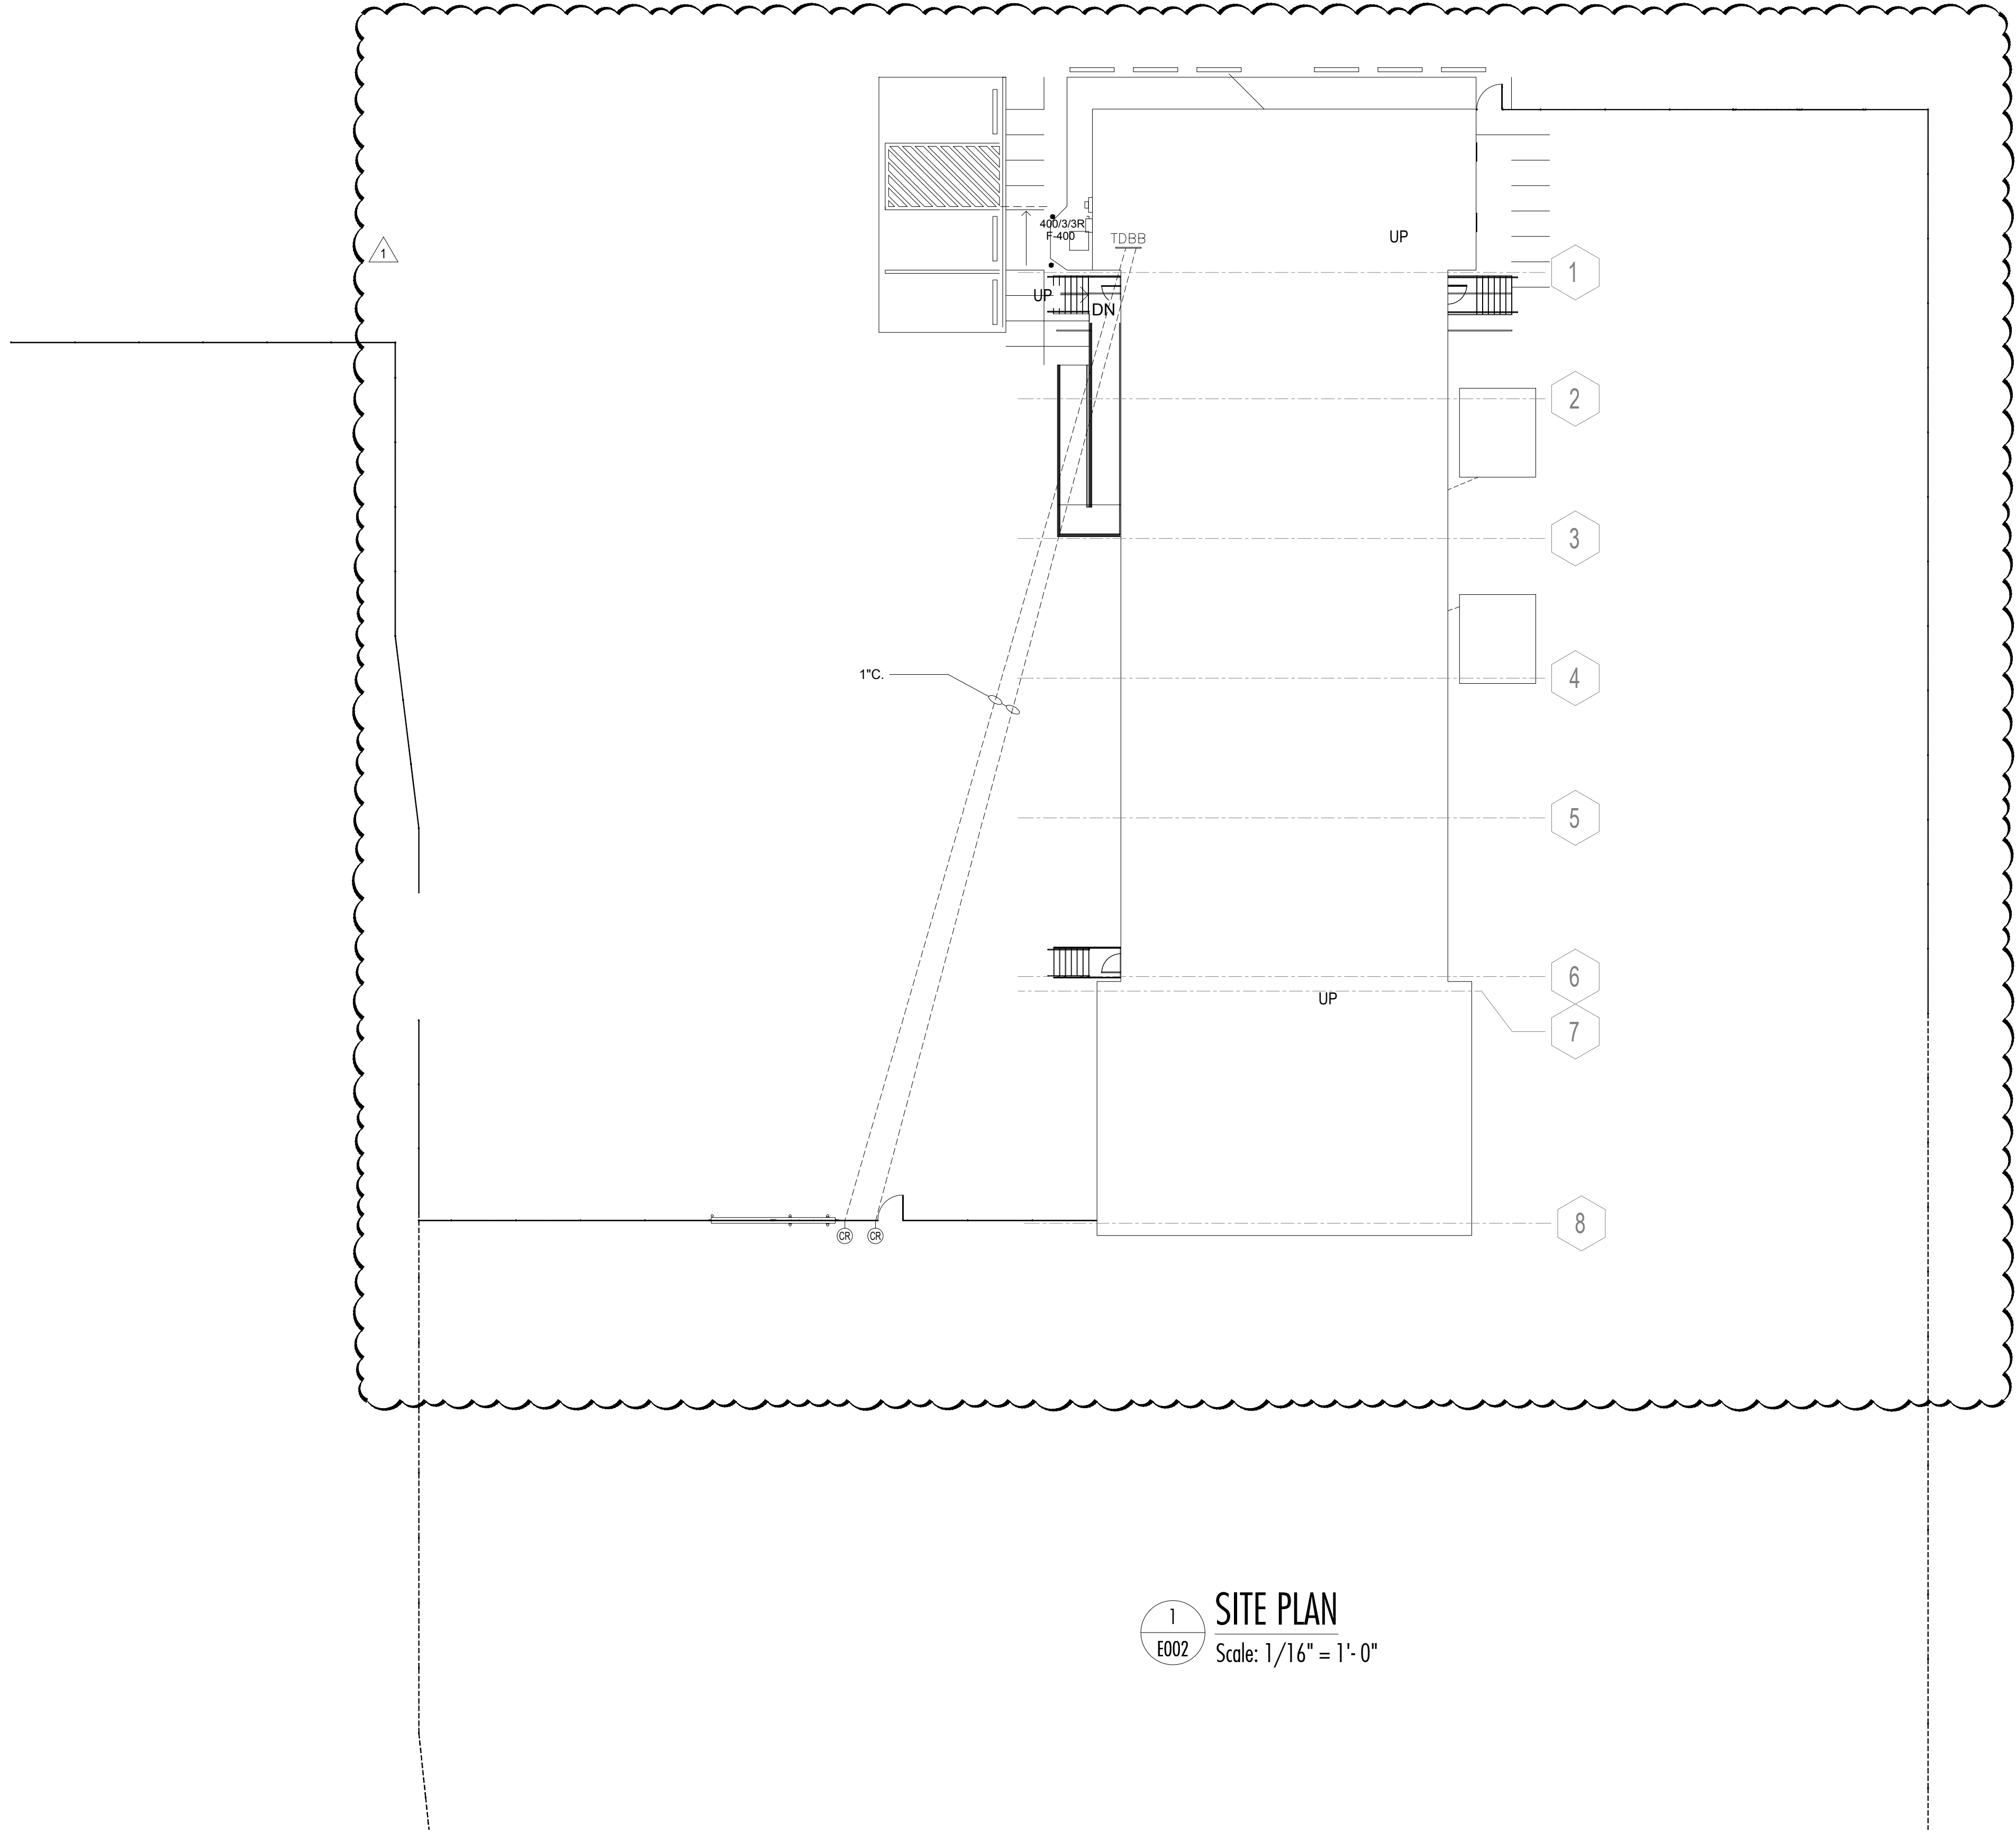 1
400/3/3R
F-400
TDBB
UP
1
UP
DN
2
3
1"C.
4
5
6
UP
7
CR
CR
8
1
E002
SITE PLAN
Scale: 1/16" = 1'- 0"